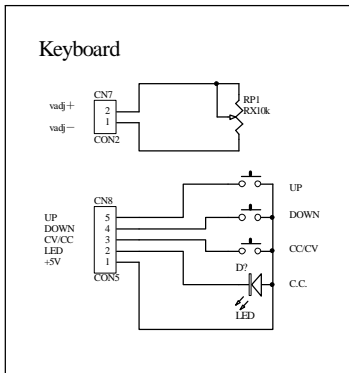 Keyboard
CN7
vadj+
vadj−
2
1
CON2
RP1
RX10k
CN8
UP
DOWN
CV/CC
LED
+5V
5
4
3
2
1
CON5
UP
DOWN
CC/CV
D?
C.C.
LED